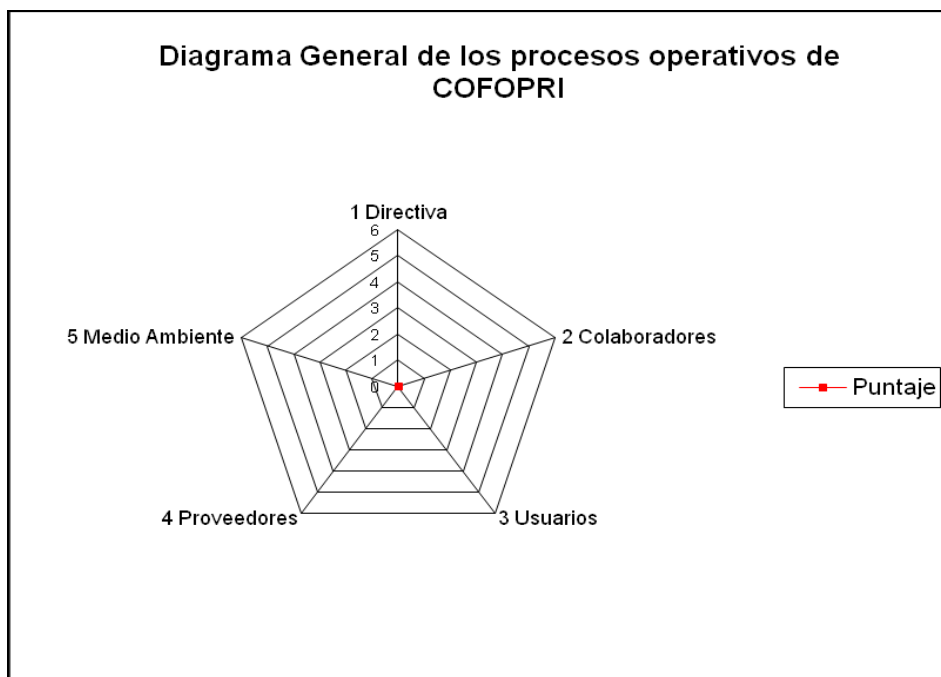 Diagrama General de los procesos operativos de
COFOPRI
1 Directiva
6
5
4
3
2
1
0
5 Medio Ambiente
2 Colaboradores
Puntaje
4 Proveedores
3 Usuarios